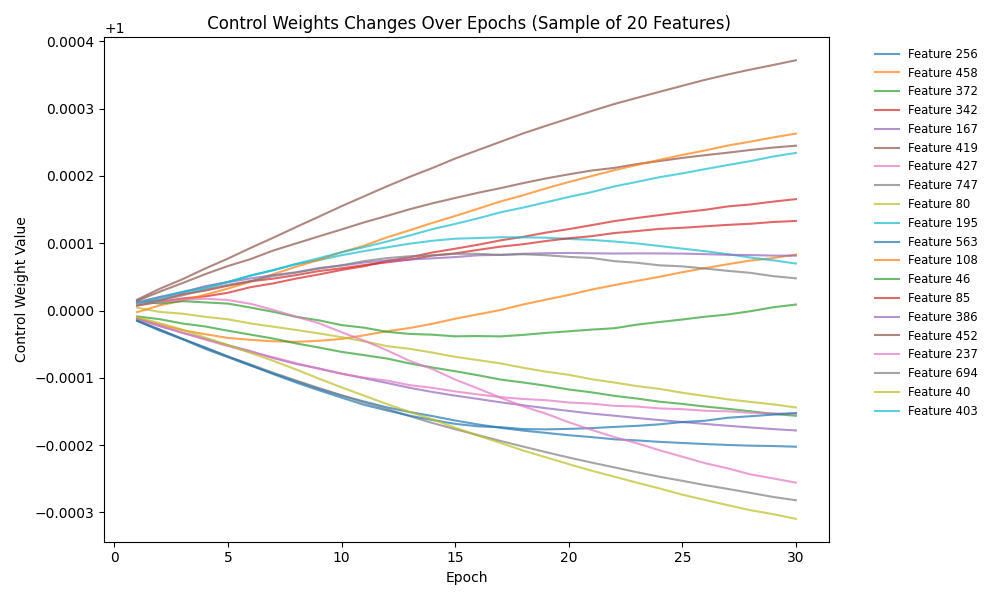 Control Weights Changes Over Epochs (Sample of 20 Features)
+1
0.0004
0.0003
0.0002
0.0001
0.0000
−0.0001
−0.0002
−0.0003
Control Weight Value
0
5
10
15
20
25
30
Epoch
Feature 256
Feature 458
Feature 372
Feature 342
Feature 167
Feature 419
Feature 427
Feature 747
Feature 80
Feature 195
Feature 563
Feature 108
Feature 46
Feature 85
Feature 386
Feature 452
Feature 237
Feature 694
Feature 40
Feature 403